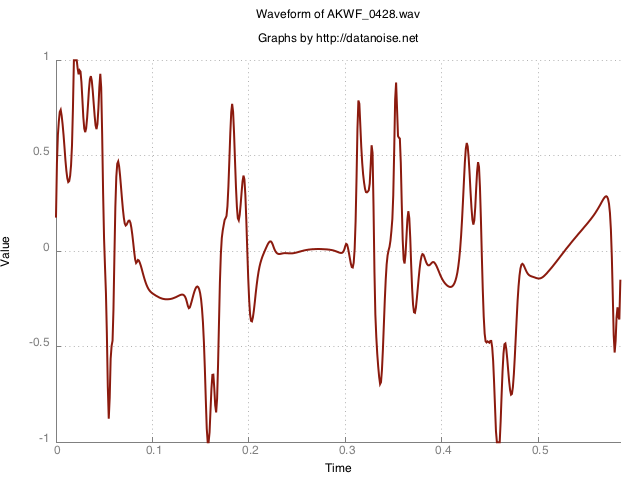 Waveform of AKWF_0428.wav
Graphs by http://datanoise.net
1
0.5
0
-0.5
-1
Value
0 0.1 0.2 0.3 0.4 0.5
Time